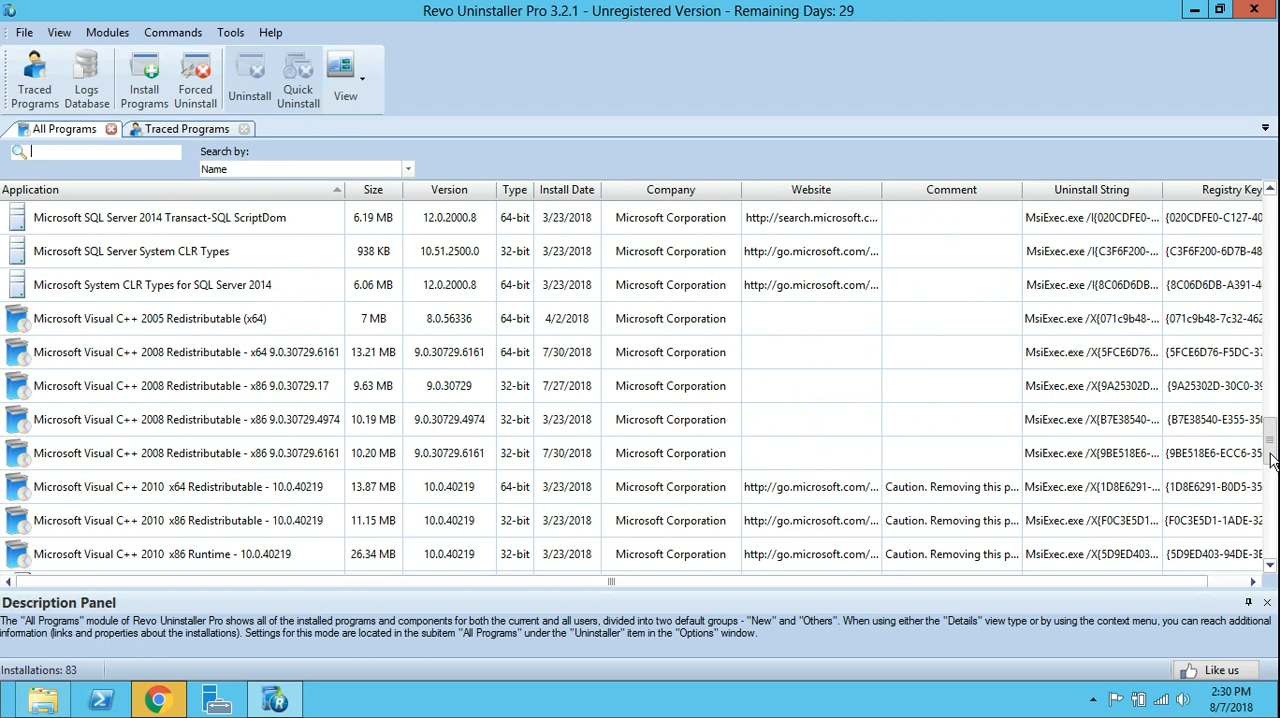 Revo Uninstaller Pro 3.2.1 - Unregistered Version - Remaining Days: 29
File View Modules Commands Tools Help
Traced Programs
Logs Database
Install Programs
Forced Uninstall
Uninstall
Quick Uninstall
View
All Programs
Traced Programs
Search by:
Name
Application Size Version Type Install Date Company Website Comment Uninstall String Registry Key
Microsoft SQL Server 2014 Transact-SQL ScriptDom 6.19 MB 12.0.2000.8 64-bit 3/23/2018 Microsoft Corporation http://search.microsoft.c... MsiExec.exe /I{020CDFE0-... {020CDFE0-C127-40
Microsoft SQL Server System CLR Types 938 KB 10.51.2500.0 32-bit 3/23/2018 Microsoft Corporation http://go.microsoft.com/... MsiExec.exe /I{C3F6F200-... {C3F6F200-6D7B-48
Microsoft System CLR Types for SQL Server 2014 6.06 MB 12.0.2000.8 64-bit 3/23/2018 Microsoft Corporation http://go.microsoft.com/... MsiExec.exe /I{8C06D6DB... {8C06D6DB-A391-4
Microsoft Visual C++ 2005 Redistributable (x64) 7 MB 8.0.56336 64-bit 4/2/2018 Microsoft Corporation MsiExec.exe /X{071c9b48-... {071c9b48-7c32-462
Microsoft Visual C++ 2008 Redistributable - x64 9.0.30729.6161 13.21 MB 9.0.30729.6161 64-bit 7/30/2018 Microsoft Corporation MsiExec.exe /X{5FCE6D76... {5FCE6D76-F5DC-37
Microsoft Visual C++ 2008 Redistributable - x86 9.0.30729.17 9.63 MB 9.0.30729 32-bit 7/27/2018 Microsoft Corporation MsiExec.exe /X{9A25302D... {9A25302D-30C0-39
Microsoft Visual C++ 2008 Redistributable - x86 9.0.30729.4974 10.19 MB 9.0.30729.4974 32-bit 3/23/2018 Microsoft Corporation MsiExec.exe /X{B7E38540-... {B7E38540-E355-350
Microsoft Visual C++ 2008 Redistributable - x86 9.0.30729.6161 10.20 MB 9.0.30729.6161 32-bit 7/30/2018 Microsoft Corporation MsiExec.exe /X{9BE518E6-... {9BE518E6-ECC6-35
Microsoft Visual C++ 2010 x64 Redistributable - 10.0.40219 13.87 MB 10.0.40219 64-bit 3/23/2018 Microsoft Corporation http://go.microsoft.com/... Caution. Removing this p... MsiExec.exe /X{1D8E6291-... {1D8E6291-B0D5-35
Microsoft Visual C++ 2010 x86 Redistributable - 10.0.40219 11.15 MB 10.0.40219 32-bit 3/23/2018 Microsoft Corporation http://go.microsoft.com/... Caution. Removing this p... MsiExec.exe /X{F0C3E5D1-... {F0C3E5D1-1ADE-32
Microsoft Visual C++ 2010 x86 Runtime - 10.0.40219 26.34 MB 10.0.40219 32-bit 3/23/2018 Microsoft Corporation http://go.microsoft.com/... Caution. Removing this p... MsiExec.exe /X{5D9ED403-... {5D9ED403-94DE-3B
Description Panel
The "All Programs" module of Revo Uninstaller Pro shows all of the installed programs and components for both the current and all users, divided into two default groups - "New" and "Others". When using either the "Details" view type or by using the context menu, you can reach additional
information (links and properties about the installations). Settings for this mode are located in the subitem "All Programs" under the "Uninstaller" item in the "Options" window.
Installations: 83
Like us
2:30 PM
8/7/2018